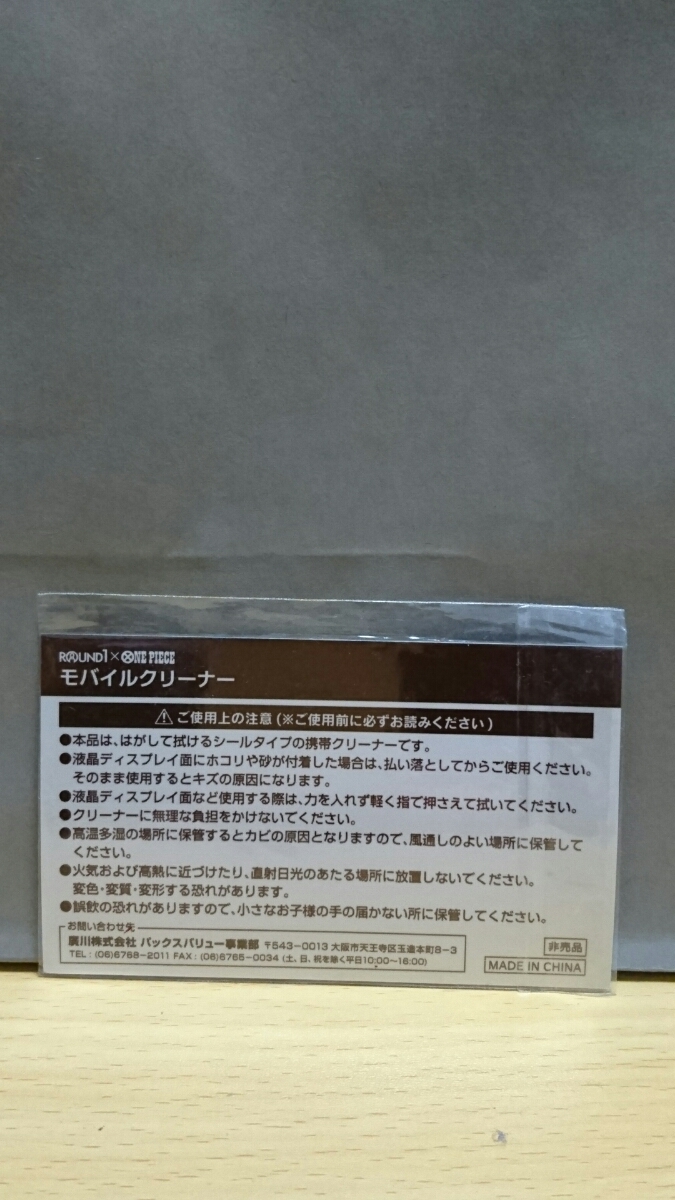 ROUND1×ONE PIECE
モバイルクリーナー
⚠ご使用上の注意(※ご使用前に必ずお読みください)
●本品は、はがして拭けるシールタイプの携帯クリーナーです。
●液晶ディスプレイ面にホコリや砂が付着した場合は、払い落としてからご使用ください。
そのまま使用するとキズの原因になります。
●液晶ディスプレイ面など使用する際は、力を入れず軽く指で押さえて拭いてください。
●クリーナーに無理な負担をかけないでください。
●高温多湿の場所に保管するとカビの原因となりますので、風通しのよい場所に保管して
ください。
●火気および高熱に近づけたり、直射日光のあたる場所に放置しないでください。
変色・変質・変形する恐れがあります。
●誤飲の恐れがありますので、小さなお子様の手の届かない所に保管してください。
お問い合わせ先
廣川株式会社 バックスバリュー事業部 〒543-0013 大阪市天王寺区玉造本町8-3
TEL:(06)6768-2011 FAX:(06)6765-0034 (土、日、祝を除く平日10:00~16:00)
非売品
MADE IN CHINA